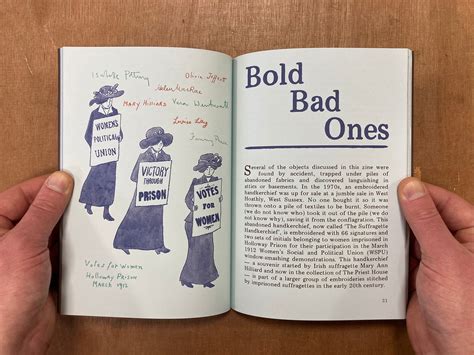 Isabelle Potbury
Olivia Jeffcott
Helen MacRae
Mary Hilliard Vera Wentworth
Louisa Lilley
Fanny Pease
WOMEN'S
POLITICAL
UNION
VICTORY
THROUGH
PRISON
VOTES
FOR
WOMEN
Votes for Women
Holloway Prison
MARCH 1912
Bold
Bad
Ones
Several of the objects discussed in this zine were
found by accident, trapped under piles of
abandoned fabrics and discovered languishing in
attics or basements. In the 1970s, an embroidered
handkerchief was up for sale at a jumble sale in West
Hoathly, West Sussex. No one bought it so it was
thrown onto a pile of textiles to be burnt. Someone
(we do not know who) took it out of the pile (we do
not know why), saving it from the conflagration. This
abandoned handkerchief, now called 'The Suffragette
Handkerchief', is embroidered with 66 signatures and
two sets of initials belonging to women imprisoned in
Holloway Prison for their participation in the March
1912 Women's Social and Political Union (WSPU)
window-smashing demonstrations. This handkerchief
– a souvenir started by Irish suffragette Mary Ann
Hilliard and now in the collection of The Priest House
– is part of a larger group of embroideries stitched by
imprisoned suffragettes in the early 20th century.
21